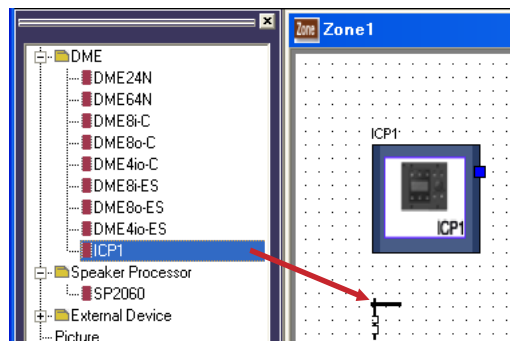 Zone Zone1
DME
DME24N
DME64N
DME8i-C
DME8o-C
DME4io-C
DME8i-ES
DME8o-ES
DME4io-ES
ICP1
Speaker Processor
SP2060
External Device
Picture
ICP1
ICP1